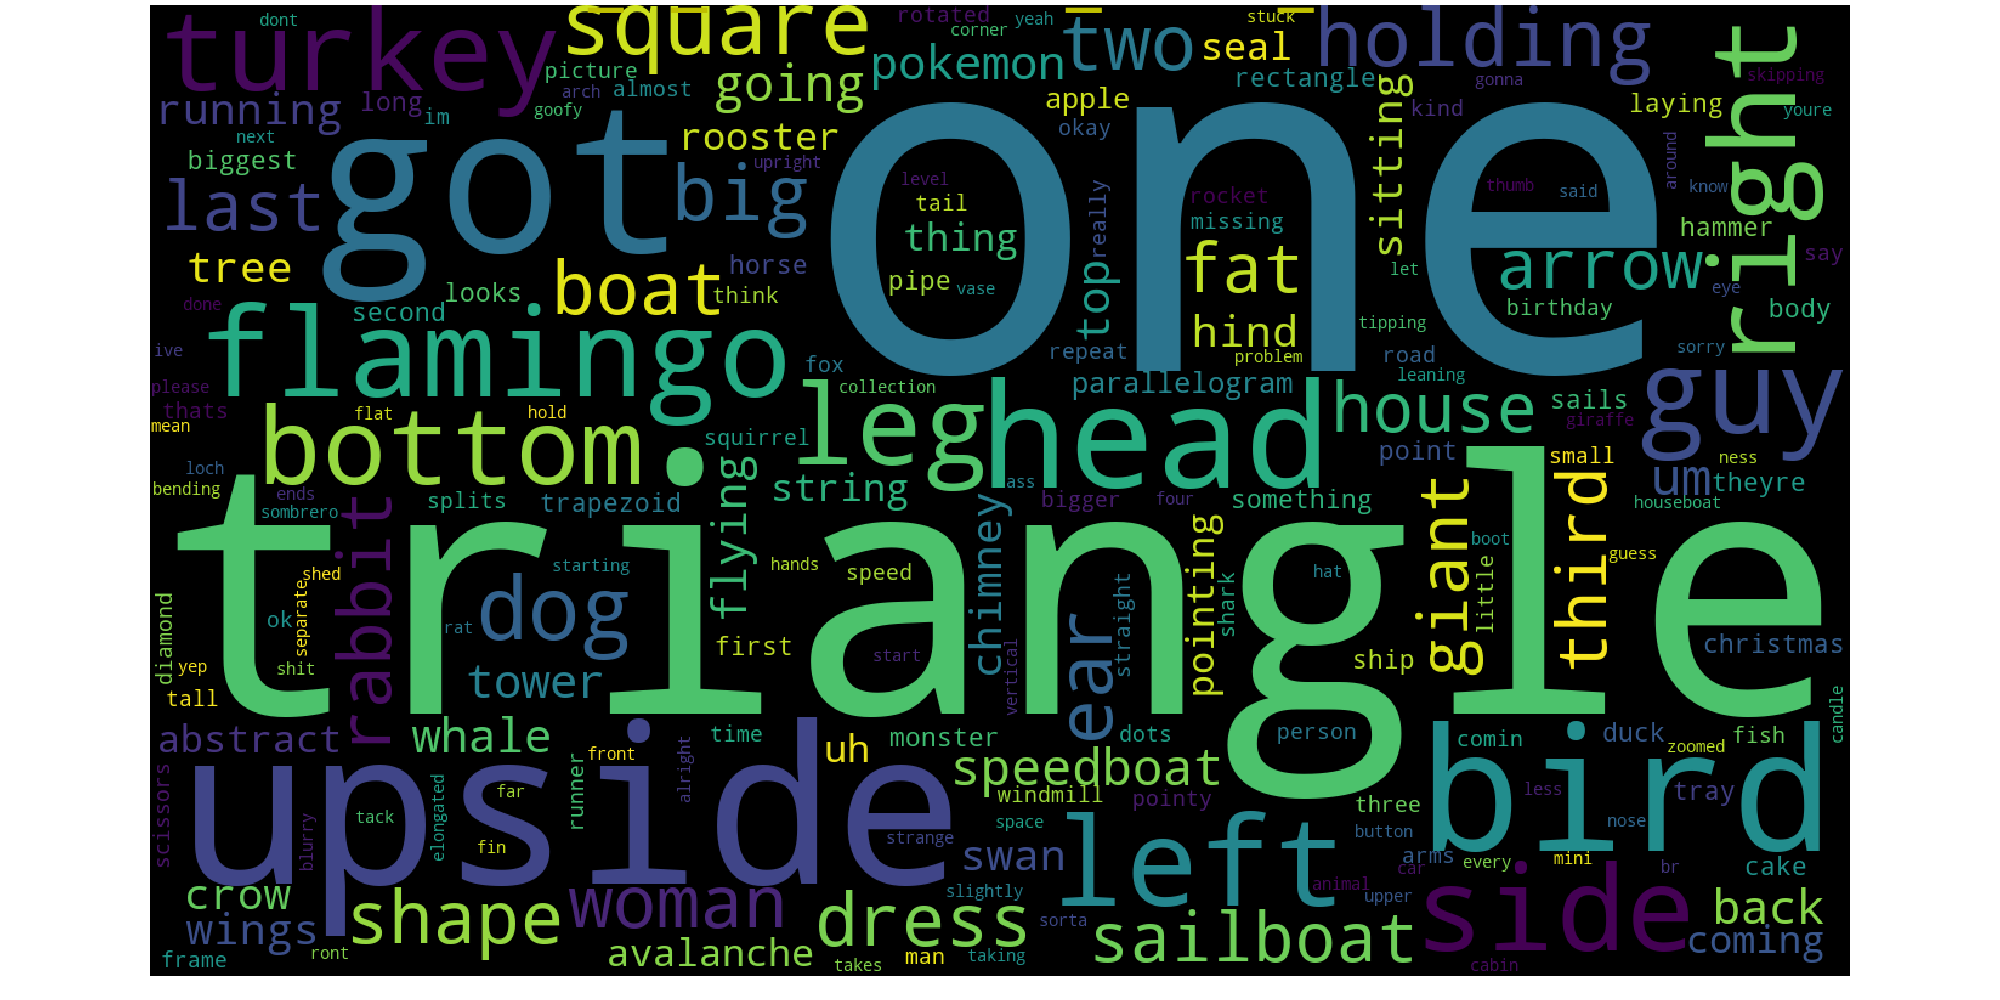 dont
turkey
square
rotated
corner
yeah
two
stuck
seal
holding
right
picture
arch
almost
goofy
going
pokemon
rectangle
gonna
skipping
running
long
im
next
biggest
rooster
apple
okay
sitting
kind
laying
youre
last
got
big
upright
one
level
tail
thing
really
rocket
missing
thumb
said
around
know
hammer
tree
looks
second
boat
horse
think
pipe
vase
top
fat
hind
let
arrow
birthday
say
eye
body
done
ive
flamingo
fox
repeat
problem
tipping
road
leaning
sorry
please
thats
mean
flat
hold
collection
parallelogram
house
sails
giraffe
guy
bottom
squirrel
leg
head
point
small
ness
loch
bending
ends
sombrero
splits
trapezoid
flying
string
ass
bigger
four
something
um
theyre
houseboat
triangle
rabbit
shed
separate
ok
diamond
yep
shit
tall
rat
dog
starting
tower
hands
speed
first
start
chimney
vertical
ear
straight
pointing
shark
hat
ship
giant
little
boot
third
guess
christmas
abstract
whale
front
time
uh
monster
dots
person
comin
duck
zoomed
fish
candle
upside
scissors
blurry
tack
elongated
far
fin
runner
alright
strange
speedboat
windmill
pointy
space
three
button
bird
less
tray
nose
crow
wings
frame
ront
shape
woman
avalanche
dress
takes
man
swan
slightly
taking
sorta
left
sailboat
animal
upper
arms
car
every
mini
br
cake
side
cabin
back
coming